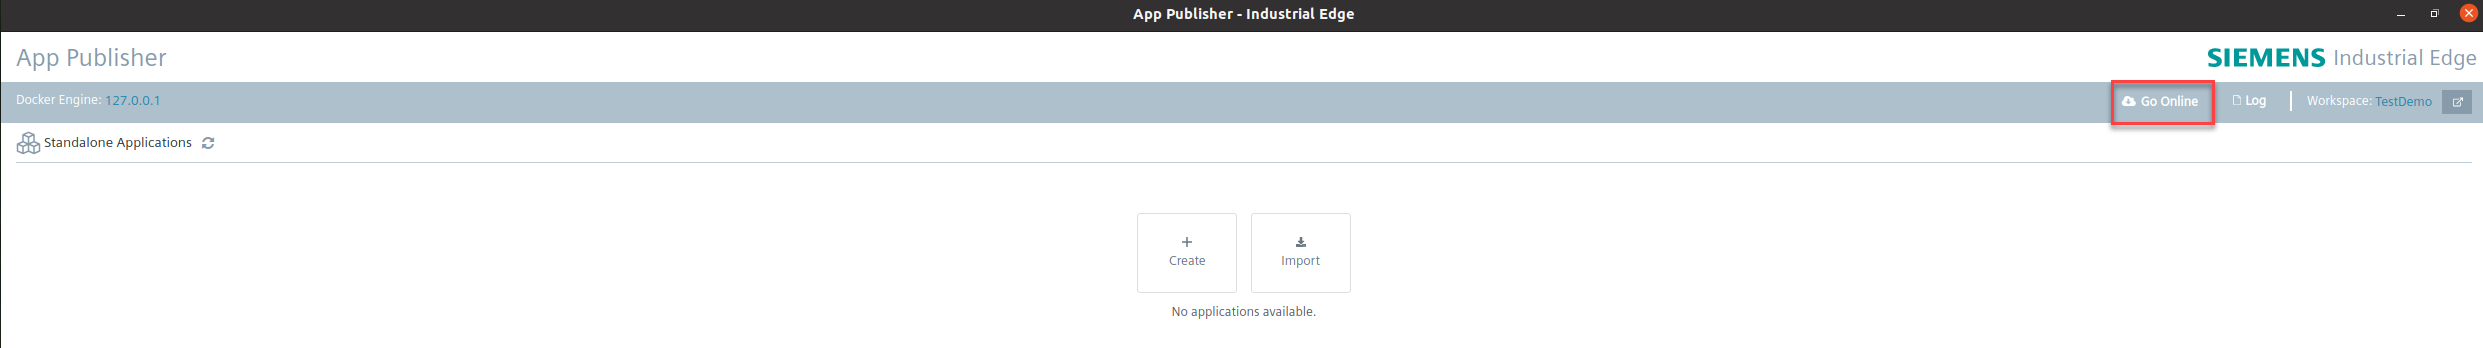 App Publisher - Industrial Edge
App Publisher
SIEMENS Industrial Edge
Docker Engine: 127.0.0.1
Go Online
Log
Workspace: TestDemo
Standalone Applications
Create
Import
No applications available.